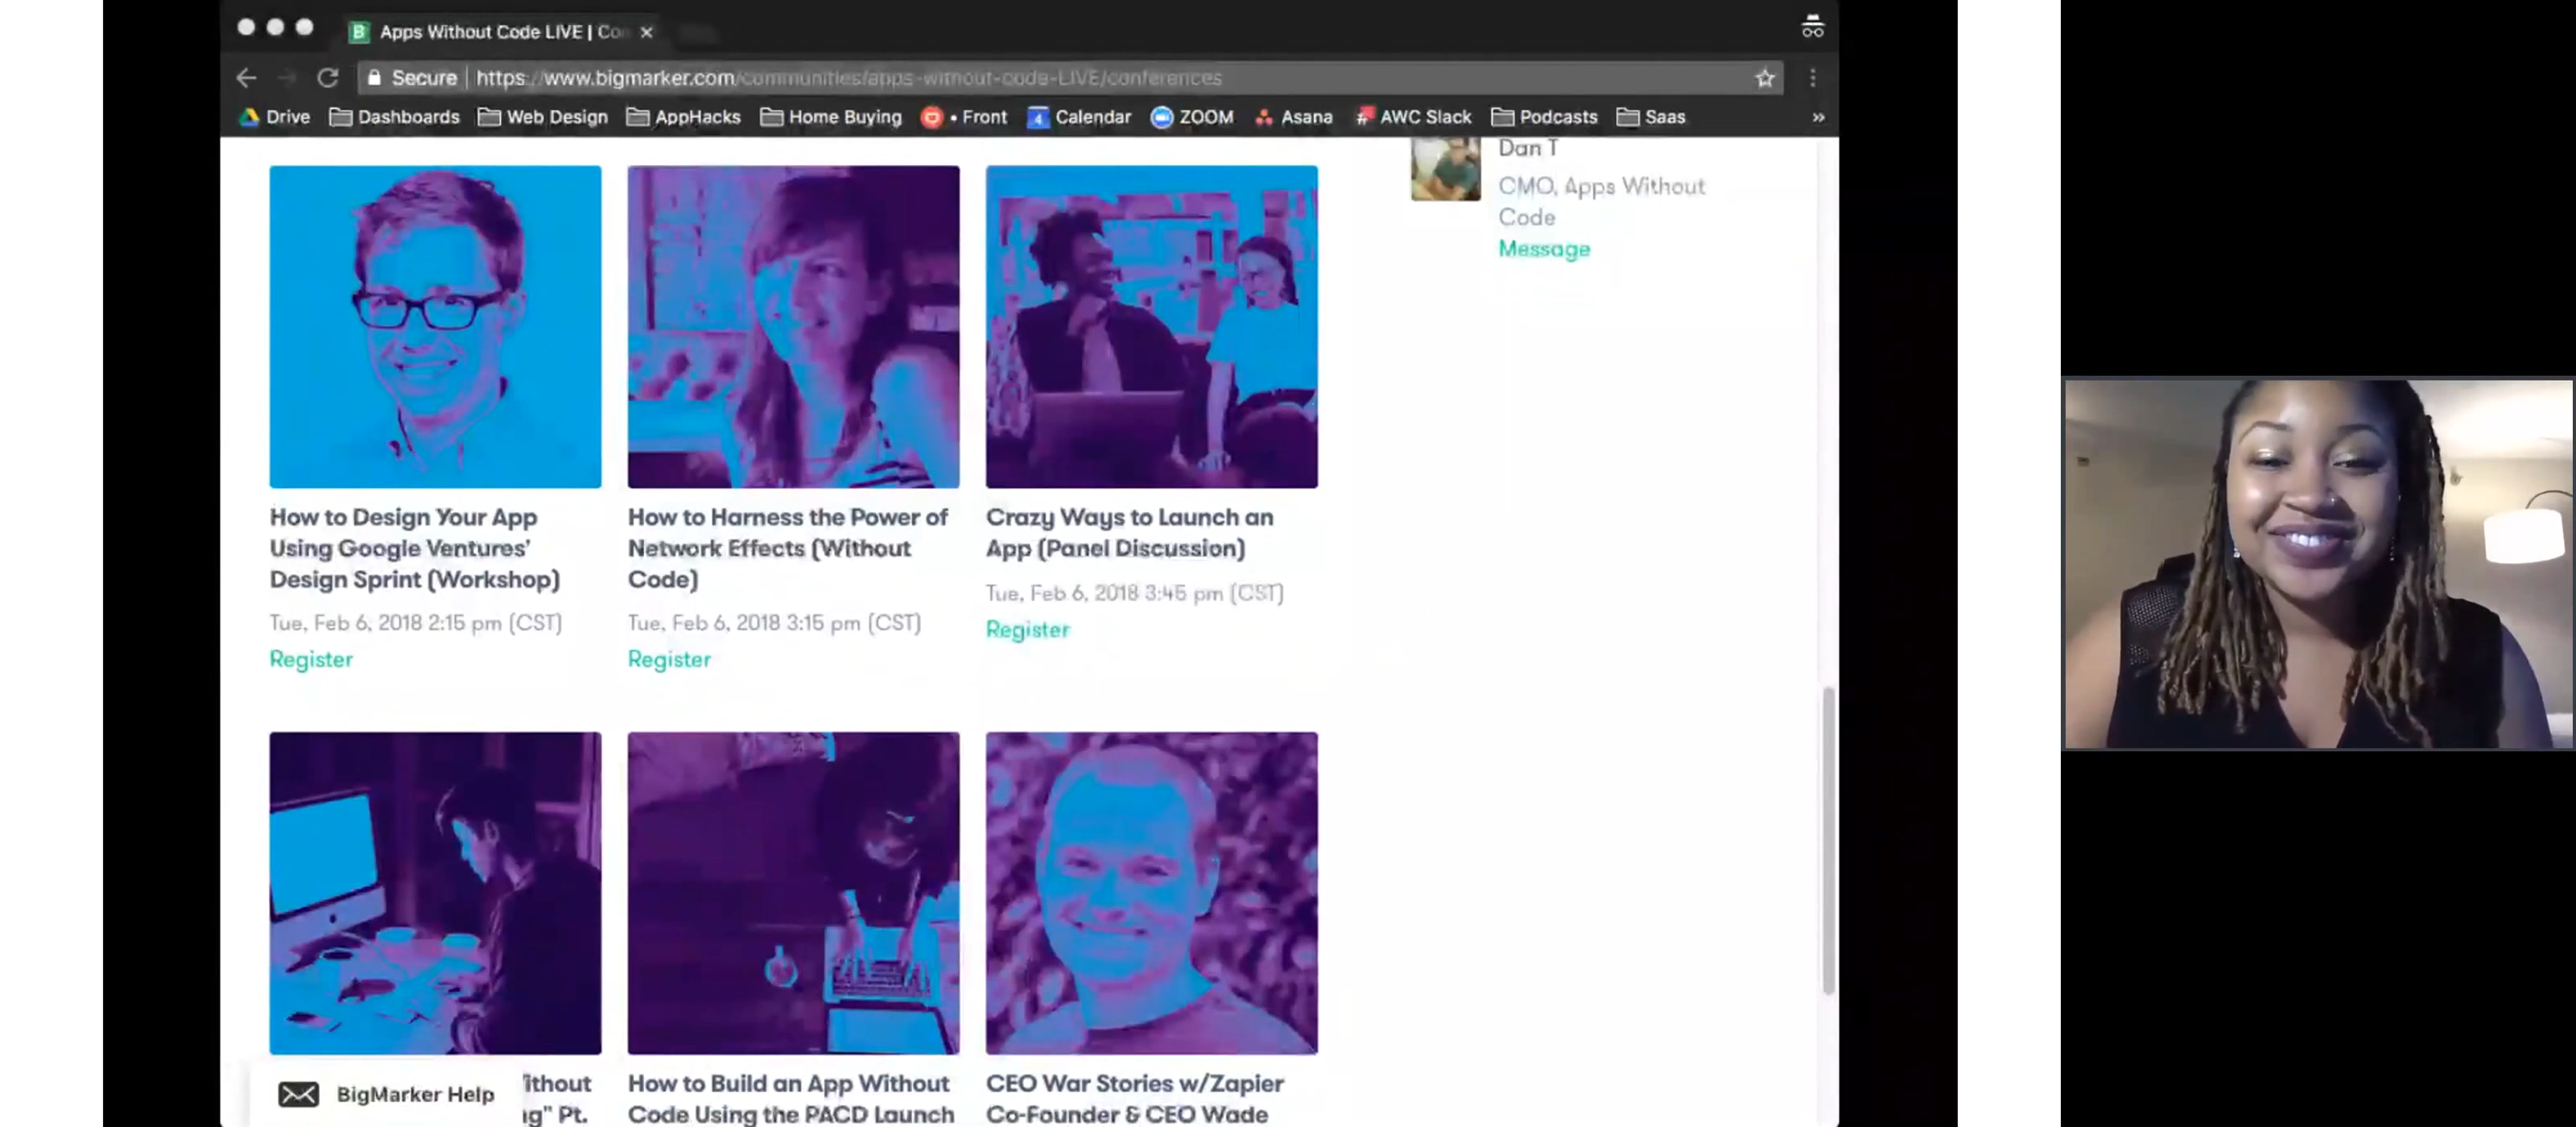 Apps Without Code LIVE | Co
Secure | https://www.bigmarker.com/communities/apps-without-code-LIVE/conferences
Drive Dashboards Web Design AppHacks Home Buying • Front Calendar ZOOM Asana AWC Slack Podcasts Saas »
Dan T
CMO, Apps Without
Code
Message
How to Design Your App
Using Google Ventures'
Design Sprint (Workshop)
Tue, Feb 6, 2018 2:15 pm (CST)
Register
How to Harness the Power of
Network Effects (Without
Code)
Tue, Feb 6, 2018 3:15 pm (CST)
Register
Crazy Ways to Launch an
App (Panel Discussion)
Tue, Feb 6, 2018 3:45 pm (CST)
Register
BigMarker Help
ithout
g" Pt.
How to Build an App Without
Code Using the PACD Launch
CEO War Stories w/Zapier
Co-Founder & CEO Wade